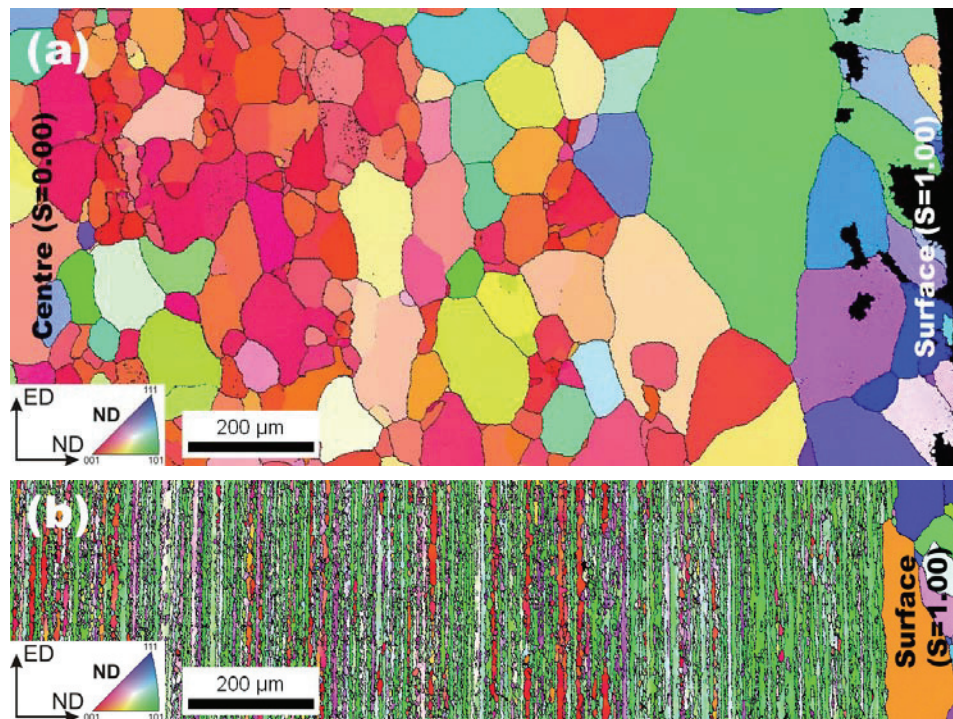 (a)
Centre (S=0.00)
Surface (S=1.00)
ED
ND
ND
111
001
101
200 µm
(b)
Surface
(S=1.00)
ED
ND
ND
111
001
101
200 µm